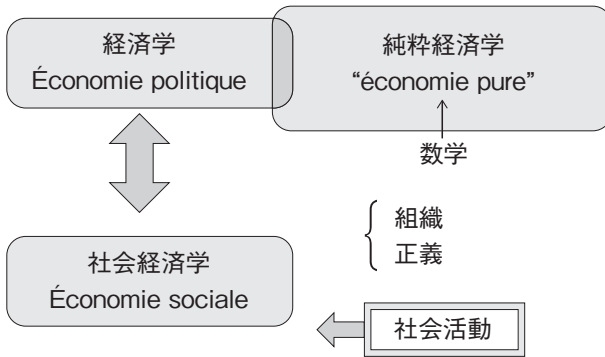 経済学
Économie politique
純粋経済学
“économie pure”
数学
組織
正義
社会経済学
Économie sociale
社会活動